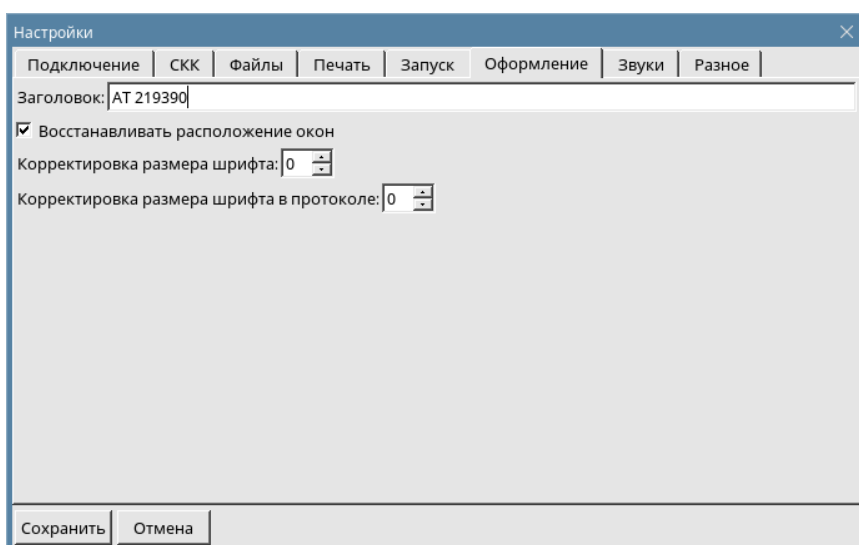 Настройки
Подключение СКК Файлы Печать Запуск Оформление Звуки Разное
Заголовок: АТ 219390
Восстанавливать расположение окон
Корректировка размера шрифта: 0
Корректировка размера шрифта в протоколе: 0
Сохранить Отмена